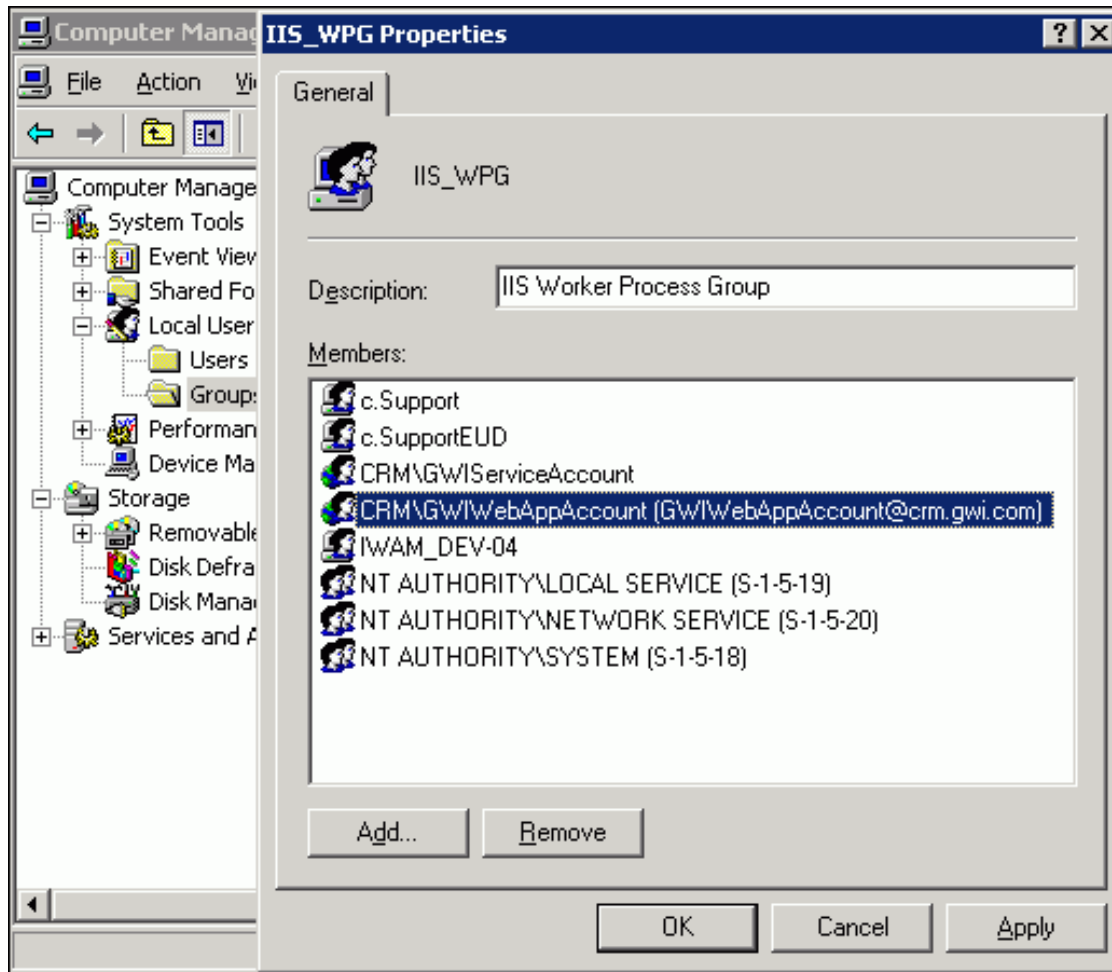 Computer Manag
File Action Vi
Computer Manage
System Tools
Event View
Shared Fo
Local User
Users
Group
Performan
Device Ma
Storage
Removable
Disk Defra
Disk Mana
Services and A
IIS_WPG Properties
General
IIS_WPG
Description: IIS Worker Process Group
Members:
c.Support
c.SupportEUD
CRM\GWIServiceAccount
CRM\GWIWebAppAccount (GWIWebAppAccount@crm.gwi.com)
IWAM_DEV-04
NT AUTHORITY\LOCAL SERVICE (S-1-5-19)
NT AUTHORITY\NETWORK SERVICE (S-1-5-20)
NT AUTHORITY\SYSTEM (S-1-5-18)
Add... Remove
OK Cancel Apply